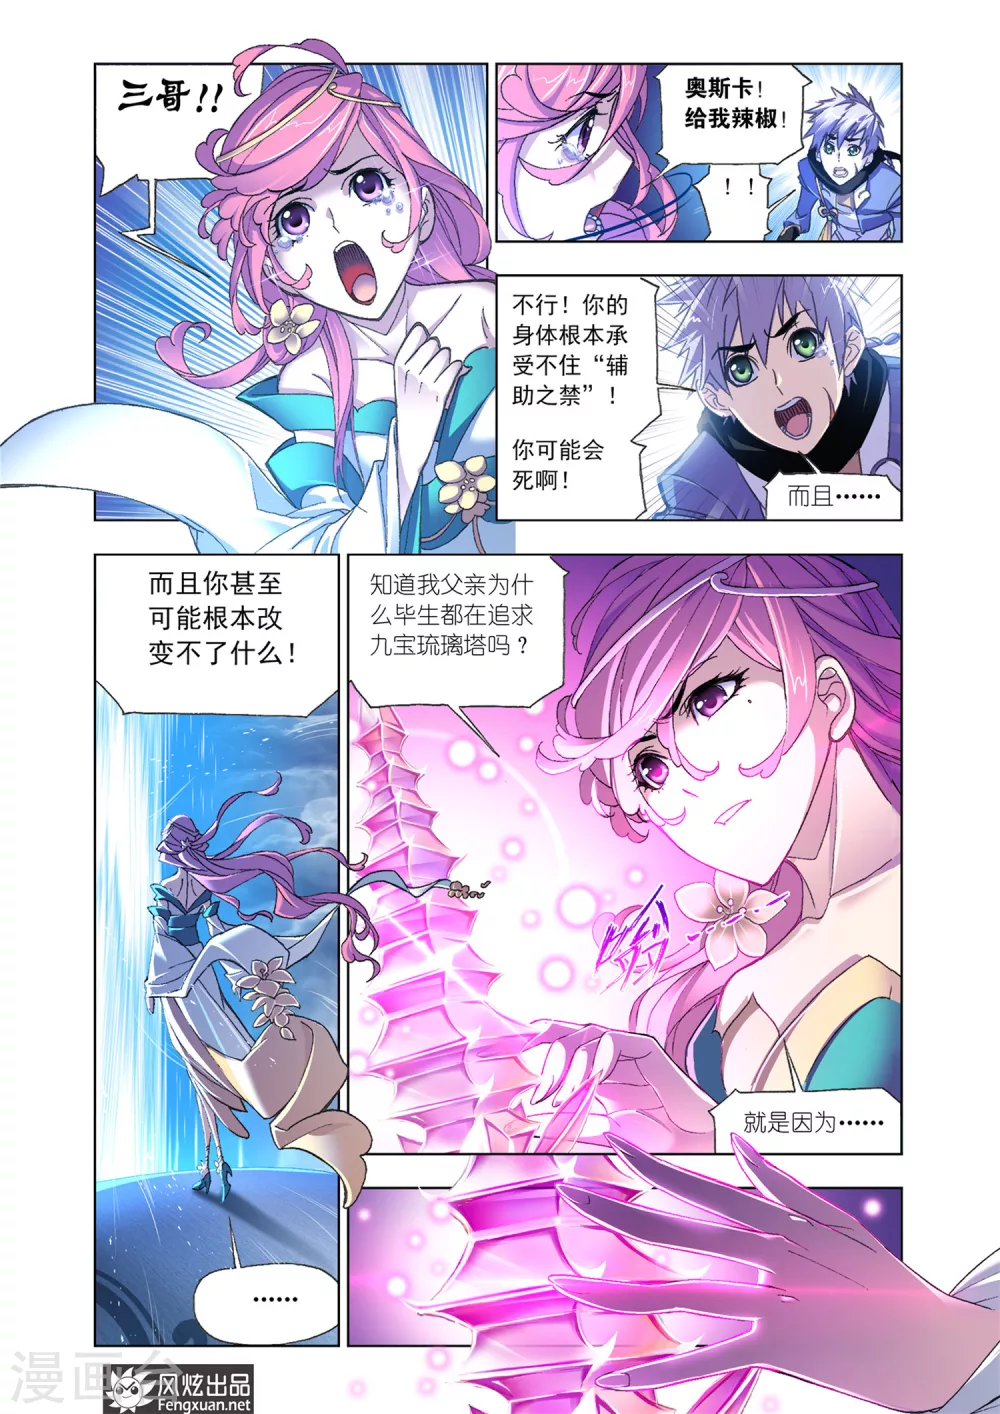 三哥!!
奥斯卡！
给我辣椒！
！！
不行！你的
身体根本承
受不住“辅
助之禁”！
你可能会
死啊！
而且……
而且你甚至
可能根本改
变不了什么！
知道我父亲为什
么毕生都在追求
九宝琉璃塔吗？
就是因为……
……
漫画台
风炫出品
Fengxuan.net